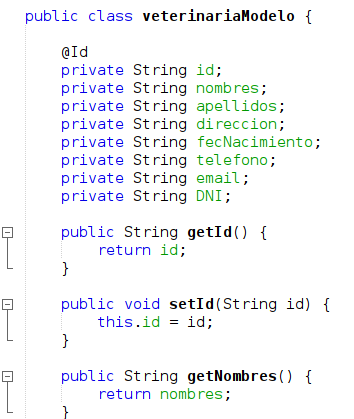 public class veterinariaModelo {
@Id
private String id;
private String nombres;
private String apellidos;
private String direccion;
private String fecNacimiento;
private String telefono;
private String email;
private String DNI;
public String getId() {
return id;
}
public void setId(String id) {
this.id = id;
}
public String getNombres() {
return nombres;
}